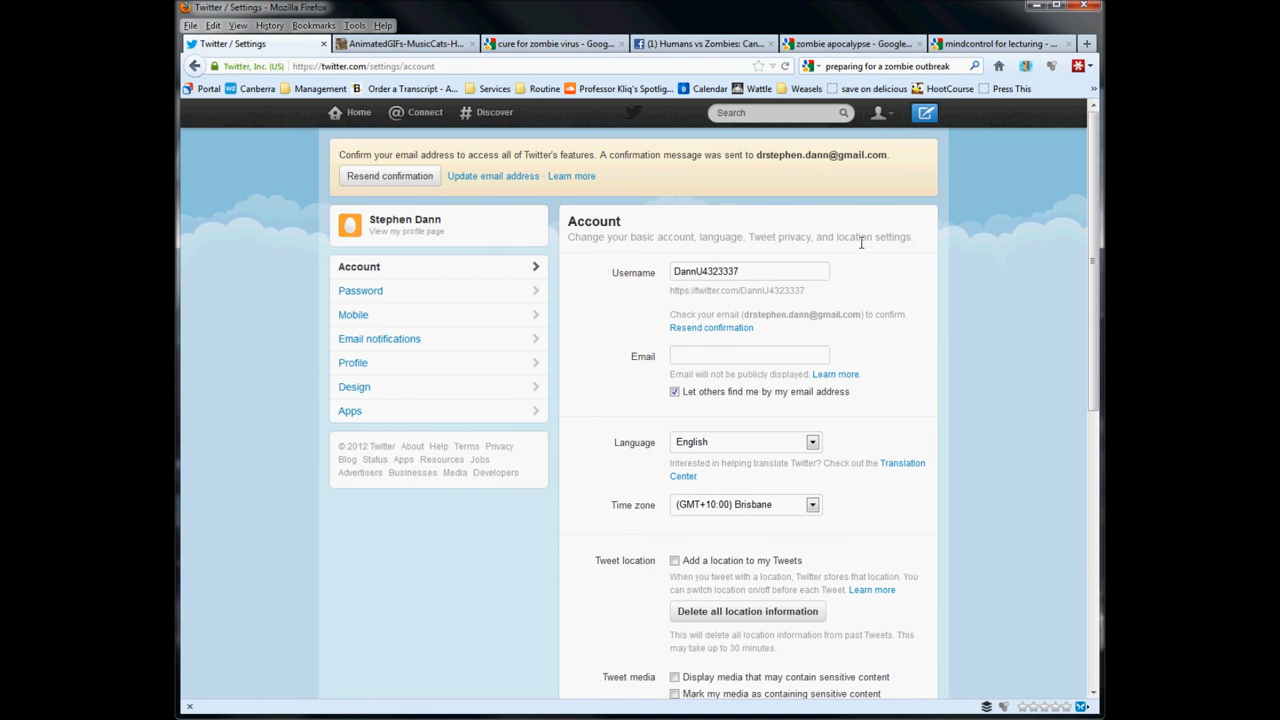 Twitter / Settings - Mozilla Firefox
File Edit View History Bookmarks Tools Help
Twitter / Settings × AnimatedGIFs-MusicCats-H... × cure for zombie virus - Goog... × (1) Humans vs Zombies: Can... × zombie apocalypse - Google... × mindcontrol for lecturing - ... × +
Twitter, Inc. (US) https://twitter.com/settings/account preparing for a zombie outbreak
Portal Canberra Management Order a Transcript - A... Services Routine Professor Kliq's Spotlig... Calendar Wattle Weasels save on delicious HootCourse Press This »
Home @ Connect # Discover Search
Confirm your email address to access all of Twitter's features. A confirmation message was sent to drstephen.dann@gmail.com.
Resend confirmation Update email address · Learn more
Stephen Dann
View my profile page
Account
Password
Mobile
Email notifications
Profile
Design
Apps
© 2012 Twitter About Help Terms Privacy
Blog Status Apps Resources Jobs
Advertisers Businesses Media Developers
Account
Change your basic account, language, Tweet privacy, and location settings.
Username DannU4323337
https://twitter.com/DannU4323337
Check your email (drstephen.dann@gmail.com) to confirm.
Resend confirmation
Email
Email will not be publicly displayed. Learn more.
Let others find me by my email address
Language English
Interested in helping translate Twitter? Check out the Translation
Center.
Time zone (GMT+10:00) Brisbane
Tweet location Add a location to my Tweets
When you tweet with a location, Twitter stores that location. You
can switch location on/off before each Tweet. Learn more
Delete all location information
This will delete all location information from past Tweets. This
may take up to 30 minutes.
Tweet media Display media that may contain sensitive content
Mark my media as containing sensitive content
×